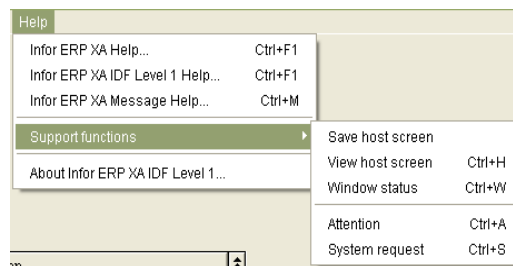 Help
Infor ERP XA Help... Ctrl+F1
Infor ERP XA IDF Level 1 Help... Ctrl+F1
Infor ERP XA Message Help... Ctrl+M
Support functions
About Infor ERP XA IDF Level 1...
Save host screen
View host screen Ctrl+H
Window status Ctrl+W
Attention Ctrl+A
System request Ctrl+S